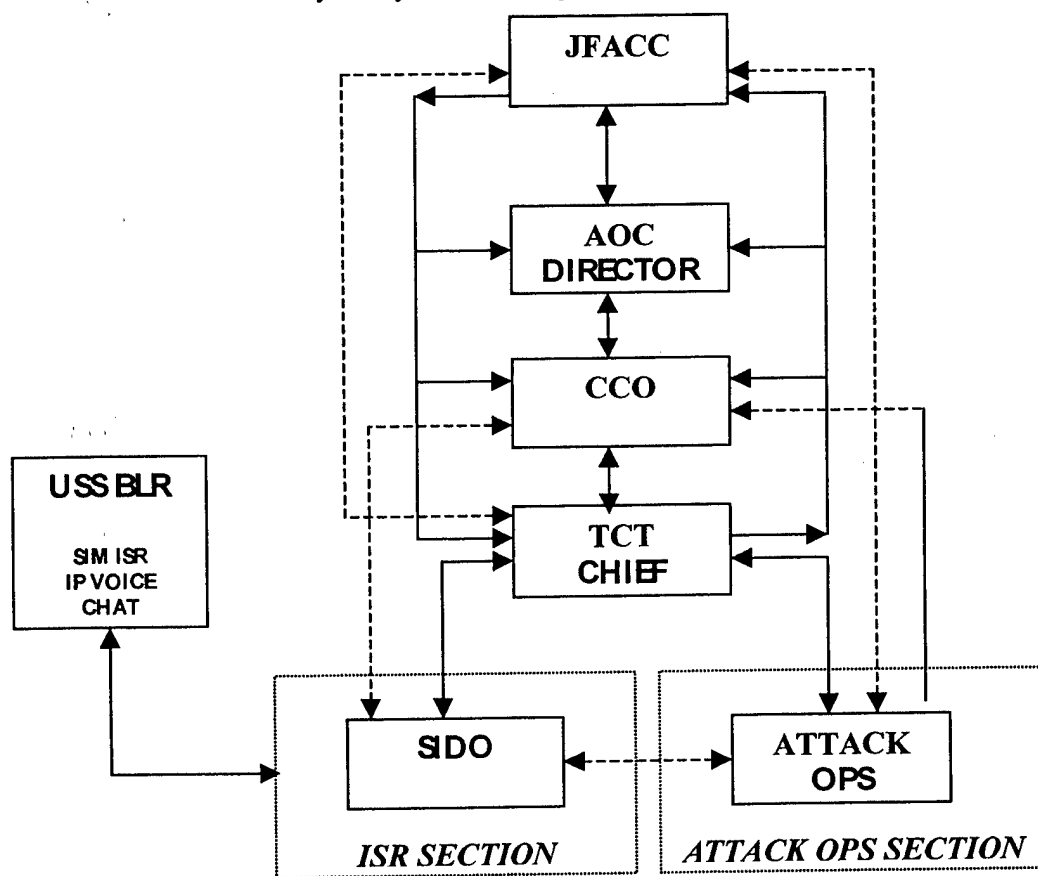 JFACC
AOC
DIRECTOR
CCO
USS BLR
SIM ISR
IP VOICE
CHAT
TCT
CHIEF
SIDO
ATTACK
OPS
ISR SECTION
ATTACK OPS SECTION